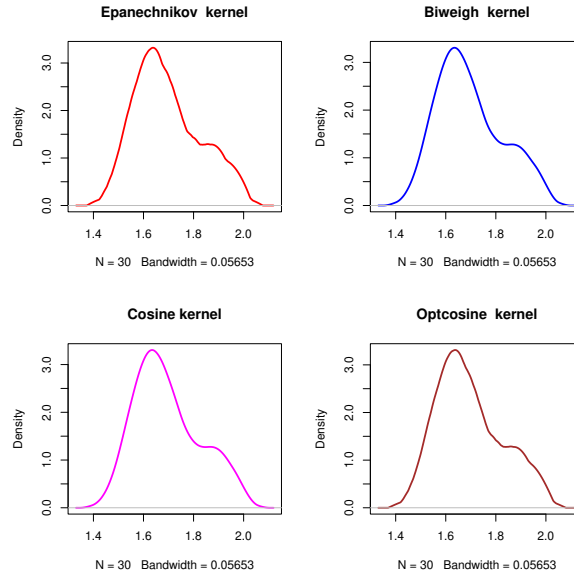 Epanechnikov kernel
Density
0.0 1.0 2.0 3.0
1.4 1.6 1.8 2.0
N = 30 Bandwidth = 0.05653
Biweigh kernel
Density
0.0 1.0 2.0 3.0
1.4 1.6 1.8 2.0
N = 30 Bandwidth = 0.05653
Cosine kernel
Density
0.0 1.0 2.0 3.0
1.4 1.6 1.8 2.0
N = 30 Bandwidth = 0.05653
Optcosine kernel
Density
0.0 1.0 2.0 3.0
1.4 1.6 1.8 2.0
N = 30 Bandwidth = 0.05653